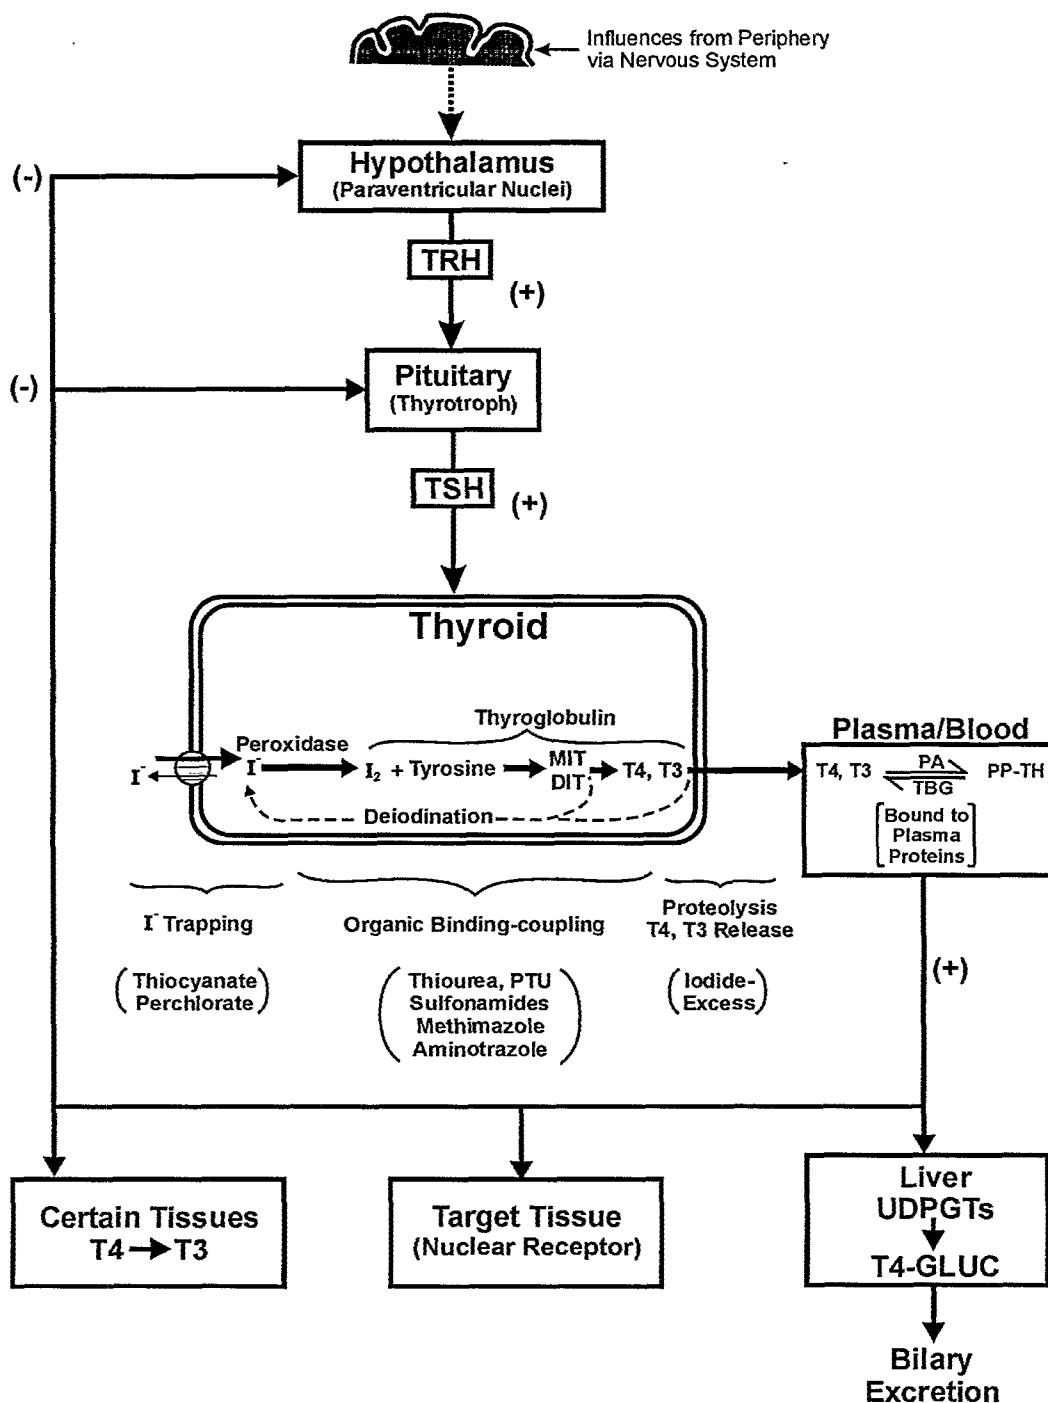 Influences from Periphery
via Nervous System
Hypothalamus
(Paraventricular Nuclei)
(-)
TRH
(+)
(-)
Pituitary
(Thyrotroph)
TSH
(+)
Thyroid
Thyroglobulin
Peroxidase
I⁻
I⁻
I₂ + Tyrosine
MIT
DIT
T4, T3
Deiodination
Plasma/Blood
T4, T3
PA
TBG
PP-TH
[Bound to
Plasma
Proteins]
I⁻ Trapping
Organic Binding-coupling
Proteolysis
T4, T3 Release
(Thiocyanate
Perchlorate)
(Thiourea, PTU
Sulfonamides
Methimazole
Aminotrazole)
(Iodide-
Excess)
(+)
Certain Tissues
T4 → T3
Target Tissue
(Nuclear Receptor)
Liver
UDPGTs
T4-GLUC
Bilary
Excretion